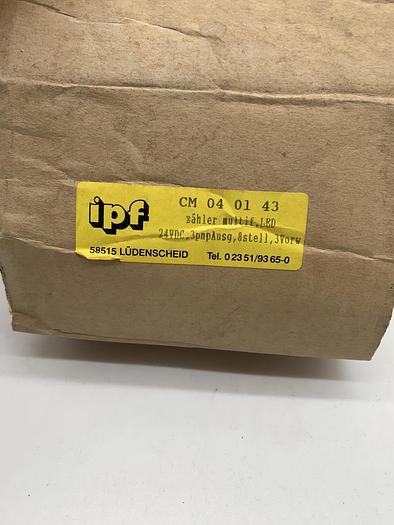 ipf
CM 04 01 43
zähler multif,LED
24VDC,3pnpAusg,8stell,3Vorw
58515 LÜDENSCHEID Tel. 0 23 51/93 65-0